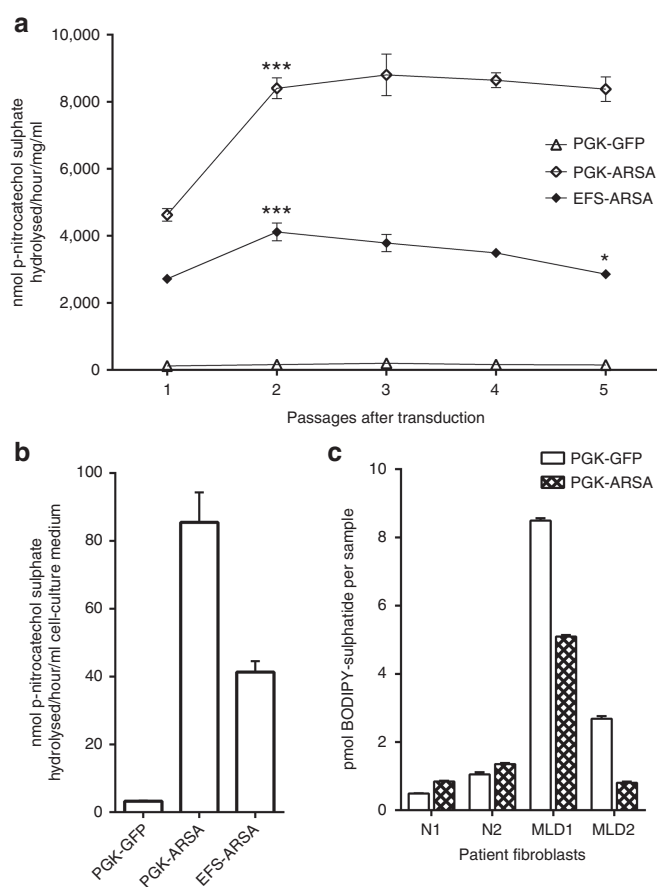 a
nmol p-nitrocatechol sulphate
hydrolysed/hour/mg/ml
10,000
8,000
6,000
4,000
2,000
0
***
***
*
PGK-GFP
PGK-ARSA
EFS-ARSA
1 2 3 4 5
Passages after transduction
b
nmol p-nitrocatechol sulphate
hydrolysed/hour/ml cell-culture medium
100
80
60
40
20
0
PGK-GFP
PGK-ARSA
EFS-ARSA
c
PGK-GFP
PGK-ARSA
pmol BODIPY-sulphatide per sample
10
8
6
4
2
0
N1 N2 MLD1 MLD2
Patient fibroblasts